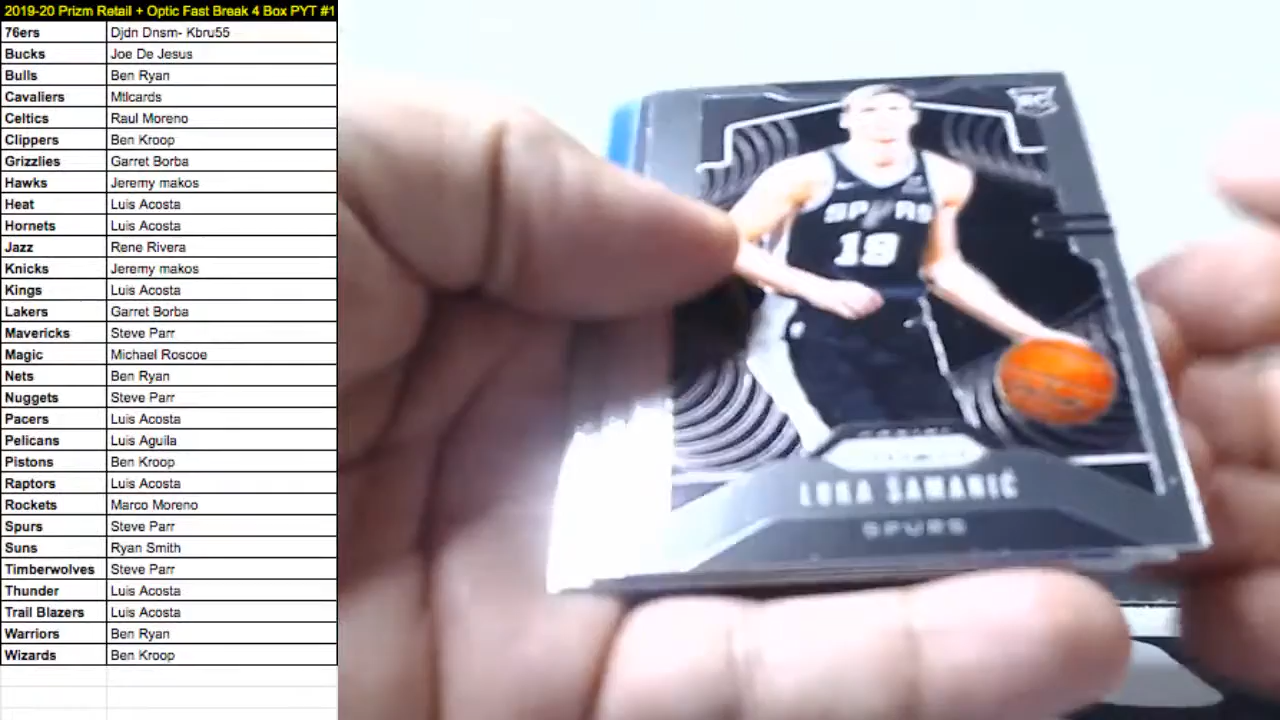 2019-20 Prizm Retail + Optic Fast Break 4 Box PYT #1
76ers Djdn Dnsm- Kbru55
Bucks Joe De Jesus
Bulls Ben Ryan
Cavaliers Mtlcards
Celtics Raul Moreno
Clippers Ben Kroop
Grizzlies Garret Borba
Hawks Jeremy makos
Heat Luis Acosta
Hornets Luis Acosta
Jazz Rene Rivera
Knicks Jeremy makos
Kings Luis Acosta
Lakers Garret Borba
Mavericks Steve Parr
Magic Michael Roscoe
Nets Ben Ryan
Nuggets Steve Parr
Pacers Luis Acosta
Pelicans Luis Aguila
Pistons Ben Kroop
Raptors Luis Acosta
Rockets Marco Moreno
Spurs Steve Parr
Suns Ryan Smith
Timberwolves Steve Parr
Thunder Luis Acosta
Trail Blazers Luis Acosta
Warriors Ben Ryan
Wizards Ben Kroop
RC
SPURS
19
LUKA ŠAMANIĆ
SPURS